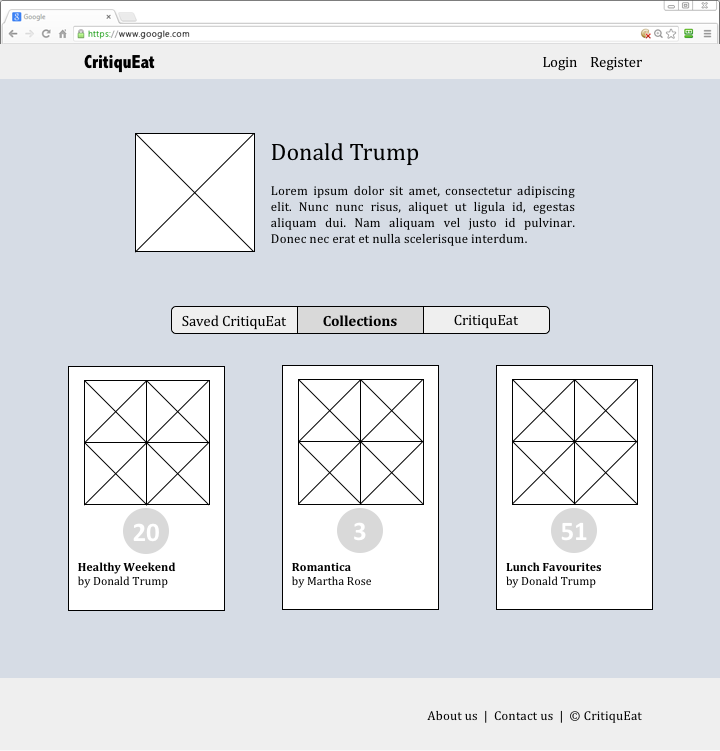 Google
https://www.google.com
CritiquEat
Login Register
Donald Trump
Lorem ipsum dolor sit amet, consectetur adipiscing
elit. Nunc nunc risus, aliquet ut ligula id, egestas
aliquam dui. Nam aliquam vel justo id pulvinar.
Donec nec erat et nulla scelerisque interdum.
Saved CritiquEat Collections CritiquEat
20 3 51
Healthy Weekend
by Donald Trump
Romantica
by Martha Rose
Lunch Favourites
by Donald Trump
About us | Contact us | © CritiquEat